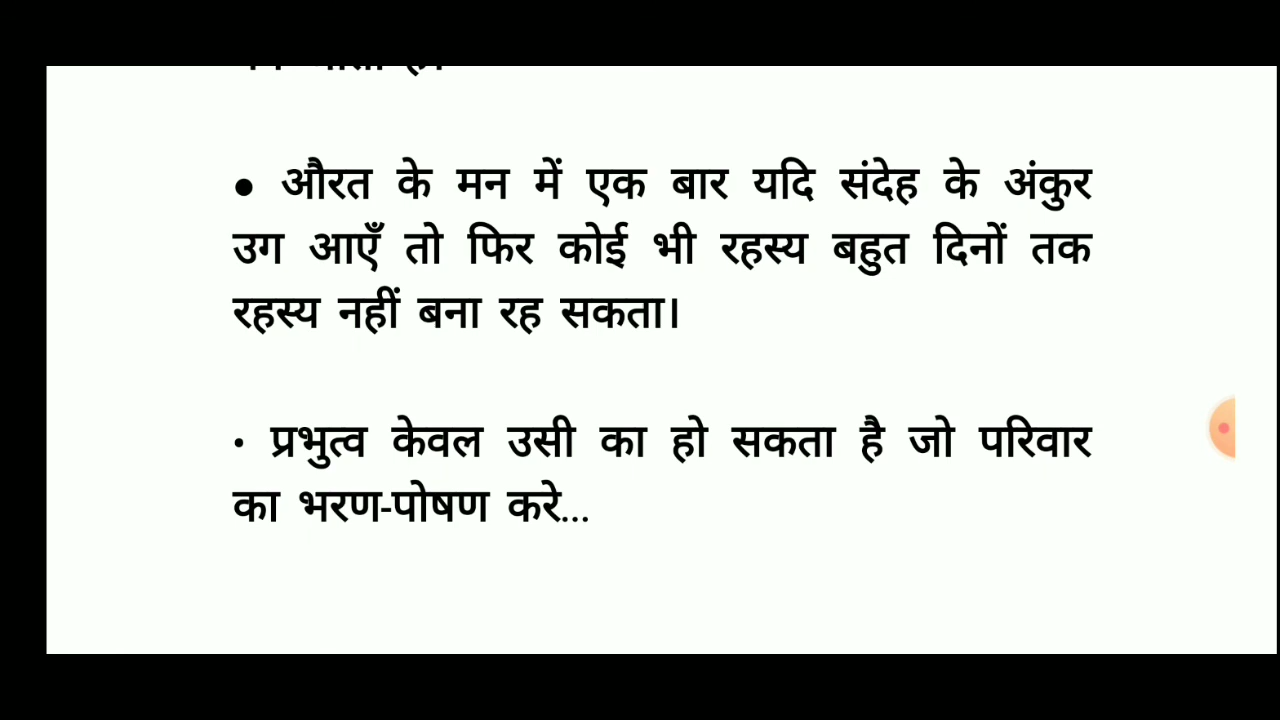 ● औरत के मन में एक बार यदि संदेह के अंकुर
उग आएँ तो फिर कोई भी रहस्य बहुत दिनों तक
रहस्य नहीं बना रह सकता।
• प्रभुत्व केवल उसी का हो सकता है जो परिवार
का भरण-पोषण करे...